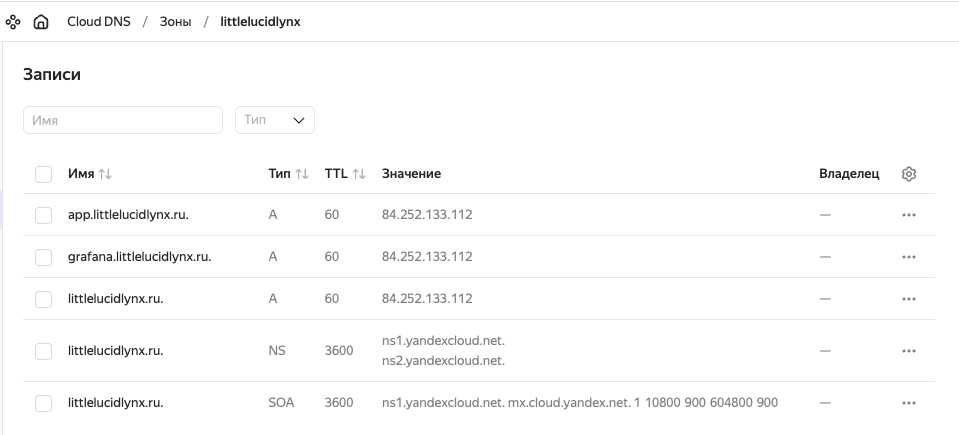 Cloud DNS / Зоны / littlelucidlynx
Записи
Имя Тип
Имя Тип TTL Значение Владелец
app.littlelucidlynx.ru. A 60 84.252.133.112 —
grafana.littlelucidlynx.ru. A 60 84.252.133.112 —
littlelucidlynx.ru. A 60 84.252.133.112 —
littlelucidlynx.ru. NS 3600 ns1.yandexcloud.net. —
ns2.yandexcloud.net.
littlelucidlynx.ru. SOA 3600 ns1.yandexcloud.net. mx.cloud.yandex.net. 1 10800 900 604800 900 —